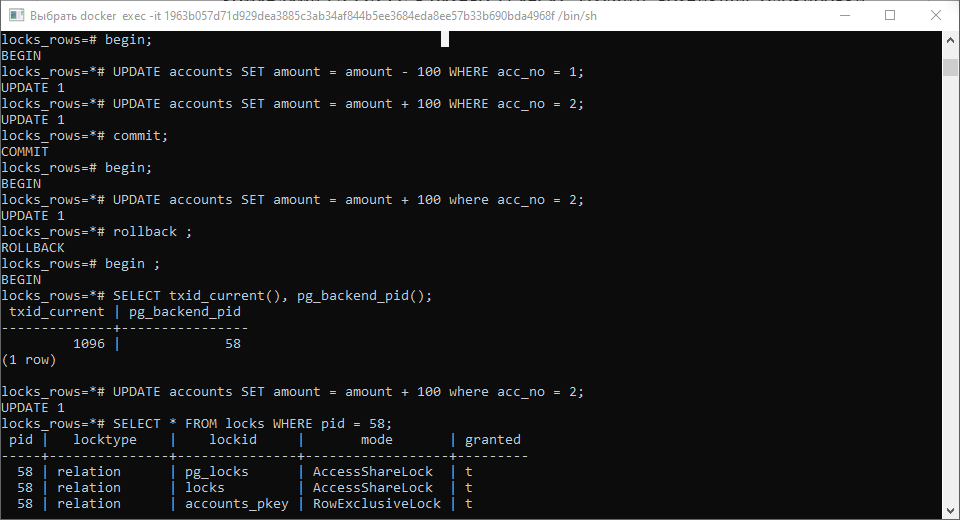 Выбрать docker  exec -it 1963b057d71d929dea3885c3ab34af844b5ee3684eda8ee57b33b690bda4968f /bin/sh
locks_rows=# begin;
BEGIN
locks_rows=*# UPDATE accounts SET amount = amount - 100 WHERE acc_no = 1;
UPDATE 1
locks_rows=*# UPDATE accounts SET amount = amount + 100 WHERE acc_no = 2;
UPDATE 1
locks_rows=*# commit;
COMMIT
locks_rows=# begin;
BEGIN
locks_rows=*# UPDATE accounts SET amount = amount + 100 where acc_no = 2;
UPDATE 1
locks_rows=*# rollback ;
ROLLBACK
locks_rows=# begin ;
BEGIN
locks_rows=*# SELECT txid_current(), pg_backend_pid();
 txid_current | pg_backend_pid
--------------+----------------
         1096 |             58
(1 row)
locks_rows=*# UPDATE accounts SET amount = amount + 100 where acc_no = 2;
UPDATE 1
locks_rows=*# SELECT * FROM locks WHERE pid = 58;
 pid |   locktype    |    lockid     |       mode       | granted
-----+---------------+---------------+------------------+---------
  58 | relation      | pg_locks      | AccessShareLock  | t
  58 | relation      | locks         | AccessShareLock  | t
  58 | relation      | accounts_pkey | RowExclusiveLock | t